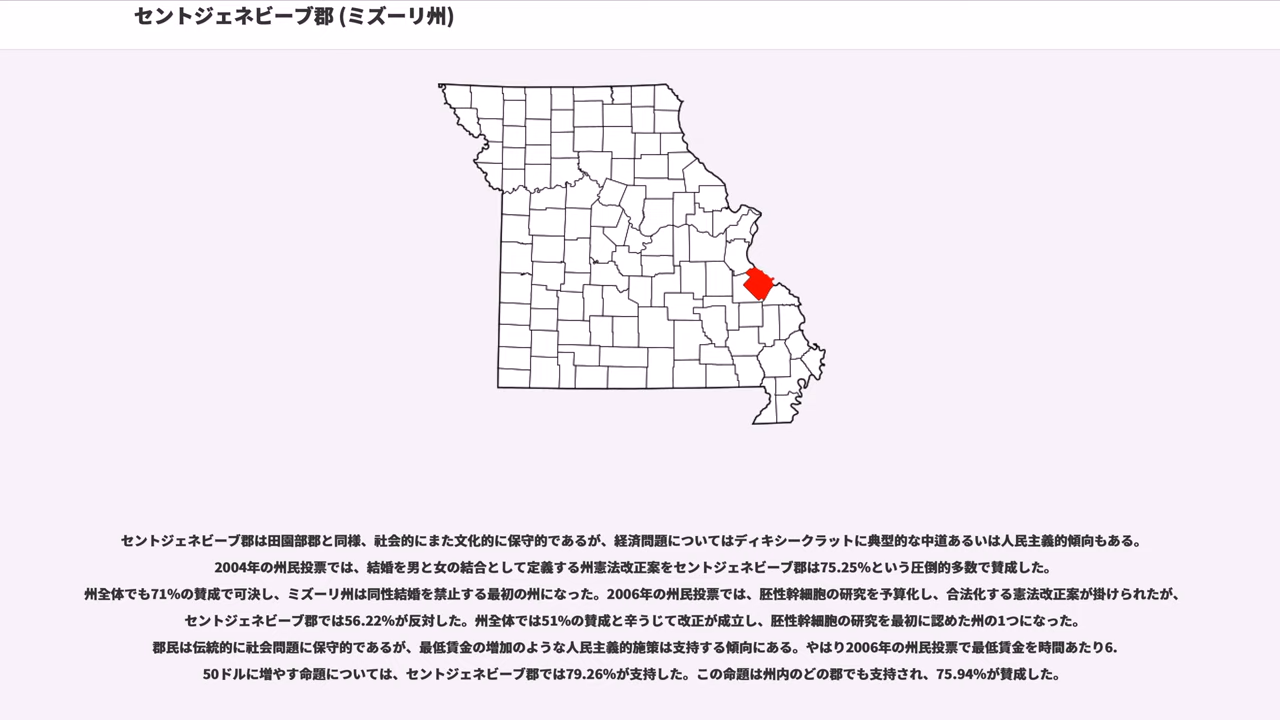 セントジェネビーブ郡 (ミズーリ州)
セントジェネビーブ郡は田園部郡と同様、社会的にまた文化的に保守的であるが、経済問題についてはディキシークラットに典型的な中道あるいは人民主義的傾向もある。
2004年の州民投票では、結婚を男と女の結合として定義する州憲法改正案をセントジェネビーブ郡は75.25%という圧倒的多数で賛成した。
州全体でも71%の賛成で可決し、ミズーリ州は同性結婚を禁止する最初の州になった。2006年の州民投票では、胚性幹細胞の研究を予算化し、合法化する憲法改正案が掛けられたが、
セントジェネビーブ郡では56.22%が反対した。州全体では51%の賛成と辛うじて改正が成立し、胚性幹細胞の研究を最初に認めた州の1つになった。
郡民は伝統的に社会問題に保守的であるが、最低賃金の増加のような人民主義的施策は支持する傾向にある。やはり2006年の州民投票で最低賃金を時間あたり6.
50ドルに増やす命題については、セントジェネビーブ郡では79.26%が支持した。この命題は州内のどの郡でも支持され、75.94%が賛成した。